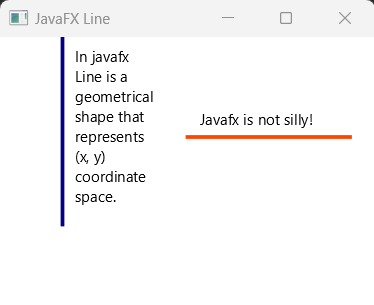 JavaFX Line
In javafx
Line is a
geometrical
shape that
represents
(x, y)
coordinate
space.
Javafx is not silly!